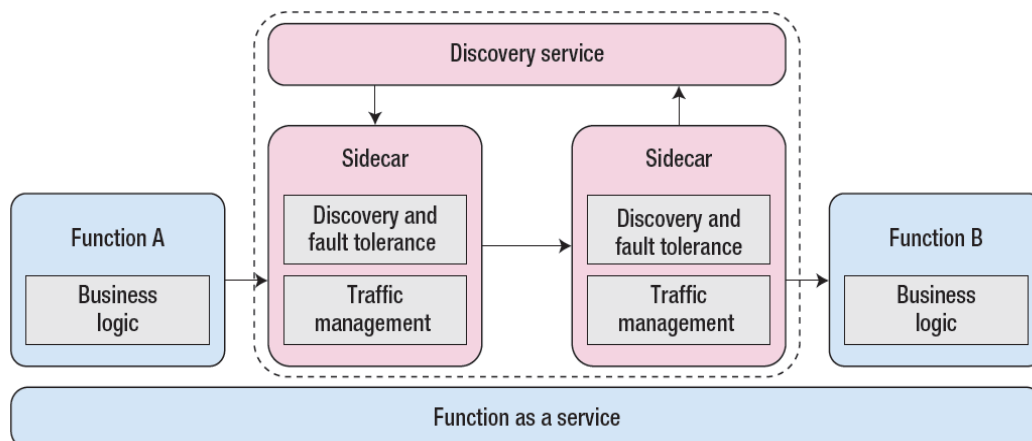 Discovery service
Sidecar
Sidecar
Function A
Discovery and
fault tolerance
Discovery and
fault tolerance
Function B
Business
logic
Traffic
management
Traffic
management
Business
logic
Function as a service